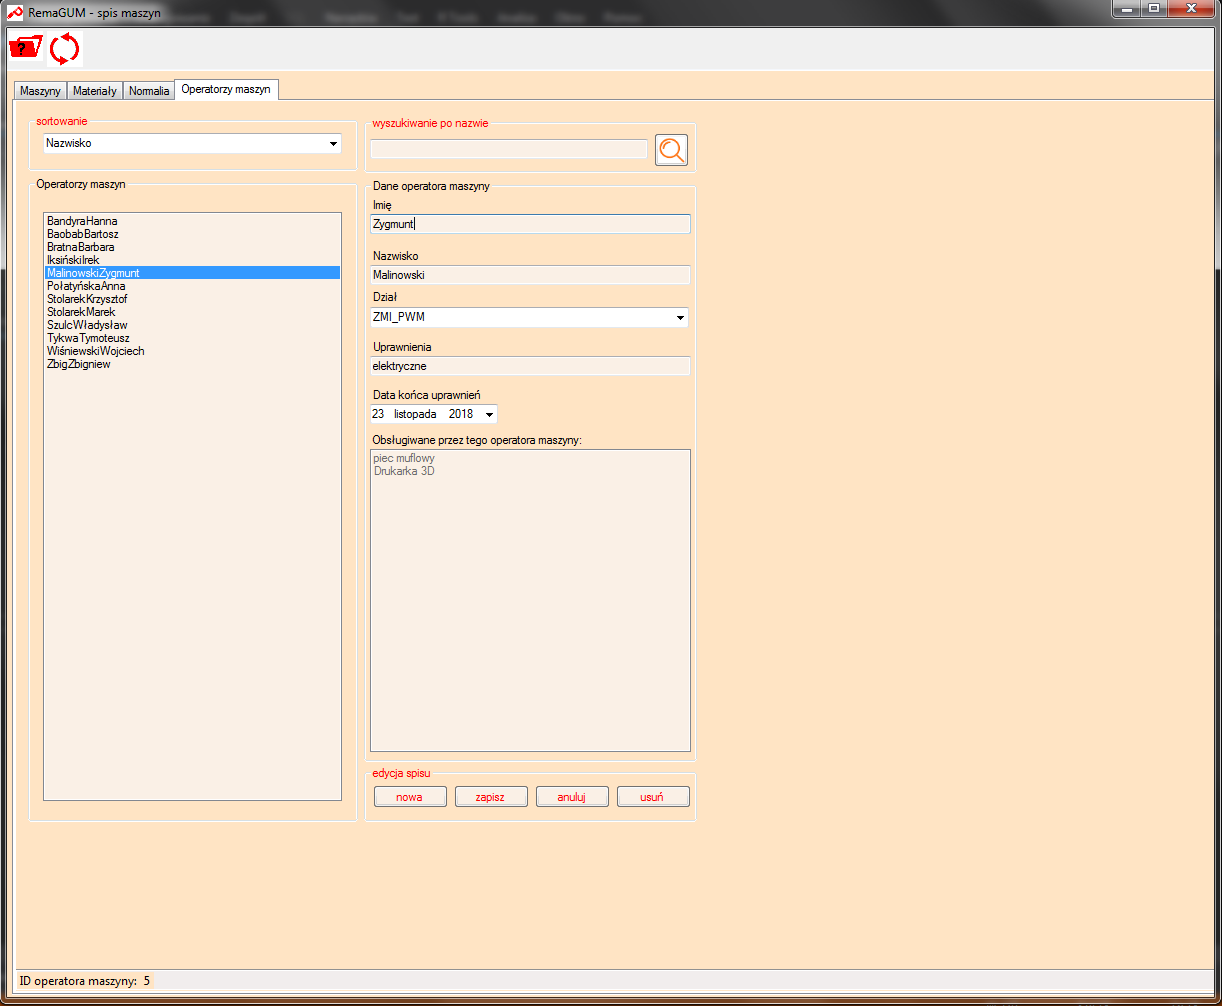 RemaGUM - spis maszyn
Maszyny Materiały Normalia Operatorzy maszyn
sortowanie
Nazwisko
wyszukiwanie po nazwie
Operatorzy maszyn
BandyraHanna
BaobabBartosz
BratnaBarbara
IksińskiIrek
MalinowskiZygmunt
PołatyńskaAnna
StolarekKrzysztof
StolarekMarek
SzulcWładysław
TykwaTymoteusz
WiśniewskiWojciech
ZbigZbigniew
Dane operatora maszyny
Imię
Zygmunt
Nazwisko
Malinowski
Dział
ZMI_PWM
Uprawnienia
elektryczne
Data końca uprawnień
23 listopada 2018
Obsługiwane przez tego operatora maszyny:
piec muflowy
Drukarka 3D
edycja spisu
nowa zapisz anuluj usuń
ID operatora maszyny: 5